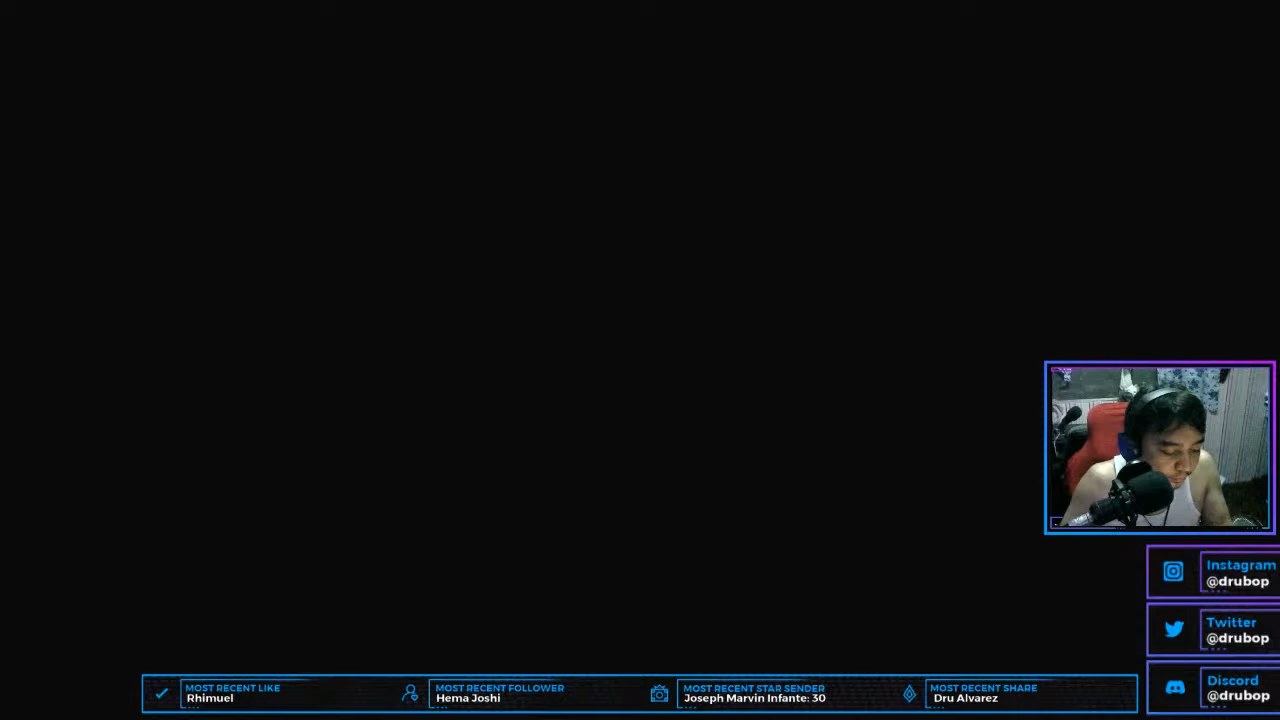 Instagram
@drubop
Twitter
@drubop
Discord
@drubop
MOST RECENT LIKE
Rhimuel
MOST RECENT FOLLOWER
Hema Joshi
MOST RECENT STAR SENDER
Joseph Marvin Infante: 30
MOST RECENT SHARE
Dru Alvarez